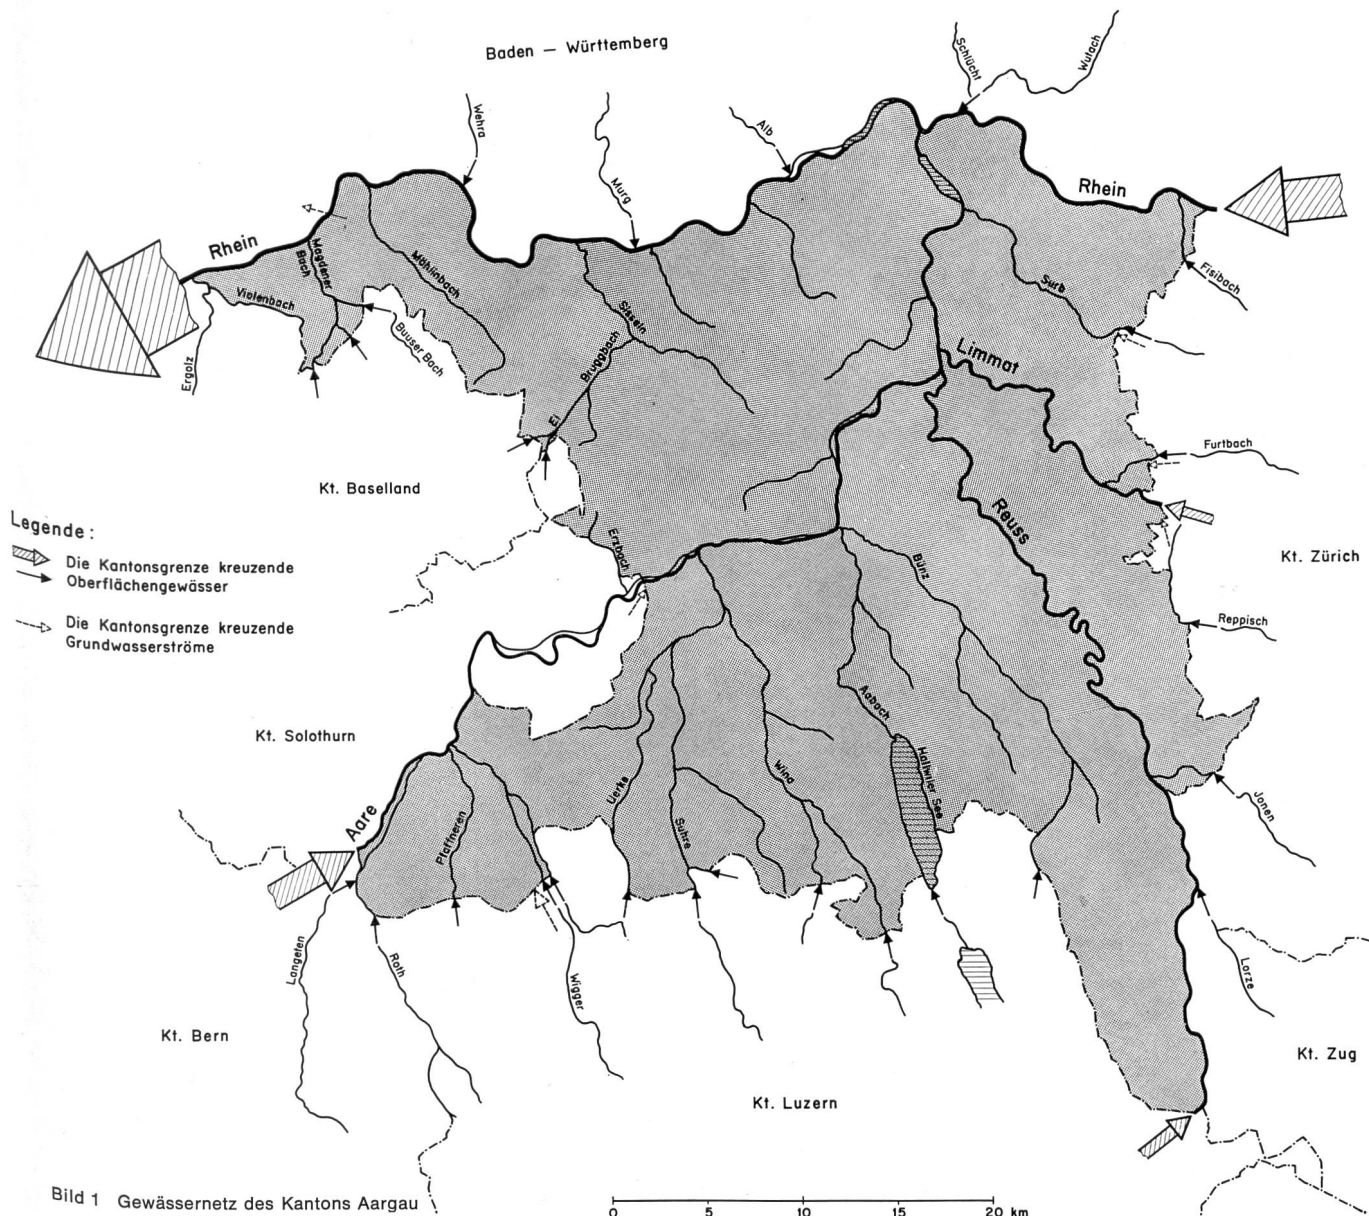 Baden – Württemberg
Schlücht
Wutach
Wehra
Murg
Alb
Rhein
Rhein
Magdener
Bach
Möhlinbach
Violenbach
Buuser Bach
Ergolz
Sisseln
Bruggbach
Ei
Surb
Fisibach
Limmat
Furtbach
Kt. Baselland
Legende :
Die Kantonsgrenze kreuzende
Oberflächengewässer
Die Kantonsgrenze kreuzende
Grundwasserströme
Erzbach
Reuss
Bünz
Kt. Zürich
Reppisch
Aabach
Hallwiler See
Kt. Solothurn
Aare
Pfaffneren
Uerke
Suhre
Wina
Jonen
Langeten
Roth
Wigger
Lorze
Kt. Bern
Kt. Luzern
Kt. Zug
Bild 1 Gewässernetz des Kantons Aargau
0 5 10 15 20 km